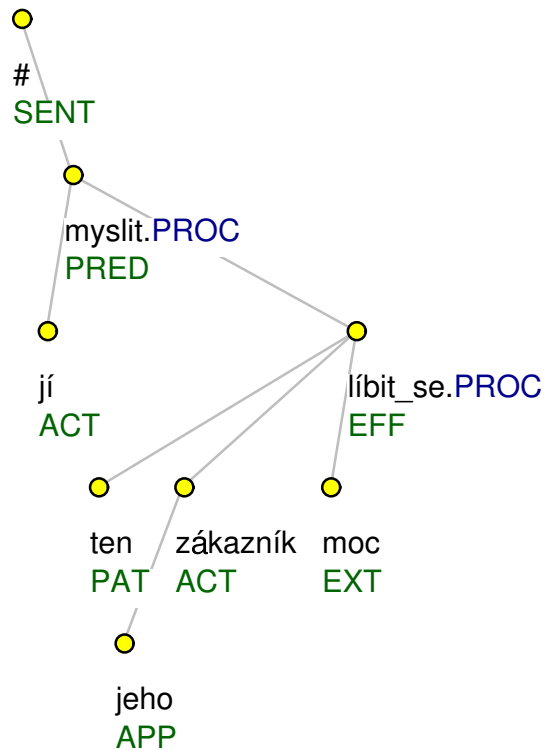 #
SENT
myslit.PROC
PRED
jí
ACT
líbit_se.PROC
EFF
ten
PAT
zákazník
ACT
moc
EXT
jeho
APP